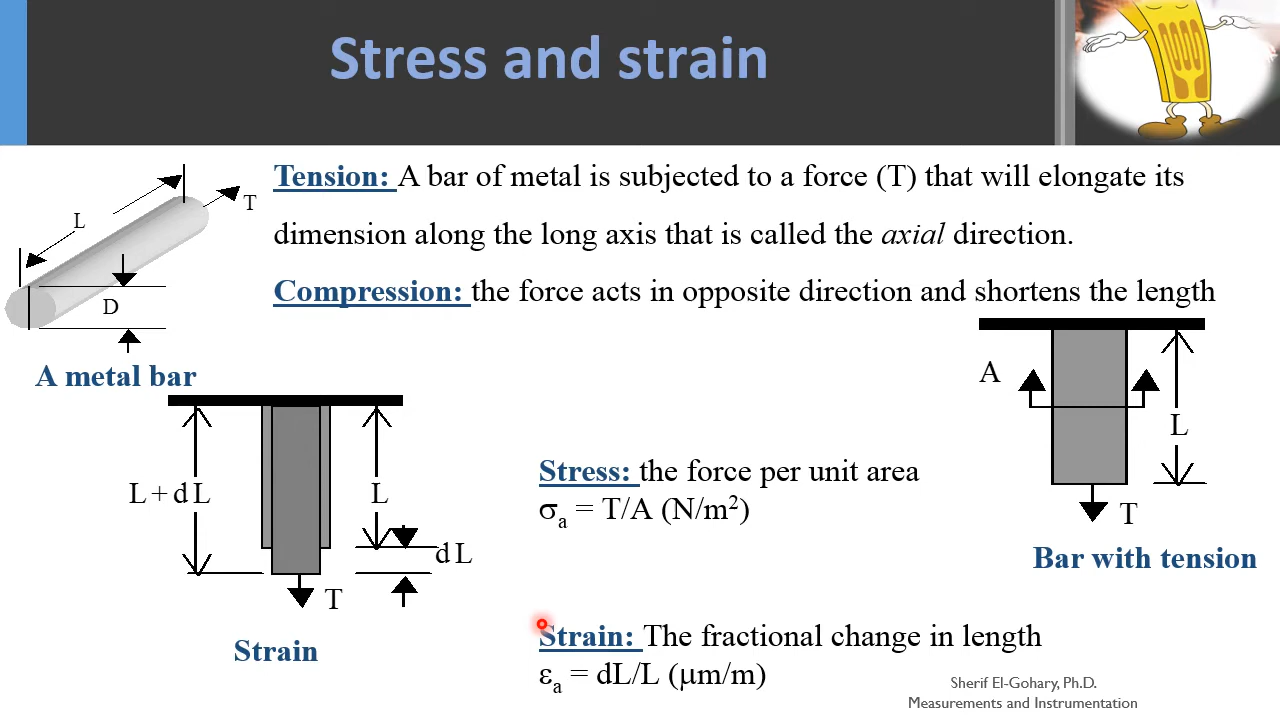 Stress and strain
Tension: A bar of metal is subjected to a force (T) that will elongate its
dimension along the long axis that is called the axial direction.
Compression: the force acts in opposite direction and shortens the length
L
T
D
A metal bar
A
L
T
Bar with tension
L + dL
L
dL
T
Strain
Stress: the force per unit area
σa = T/A (N/m²)
Strain: The fractional change in length
εa = dL/L (μm/m)
Sherif El-Gohary, Ph.D.
Measurements and Instrumentation